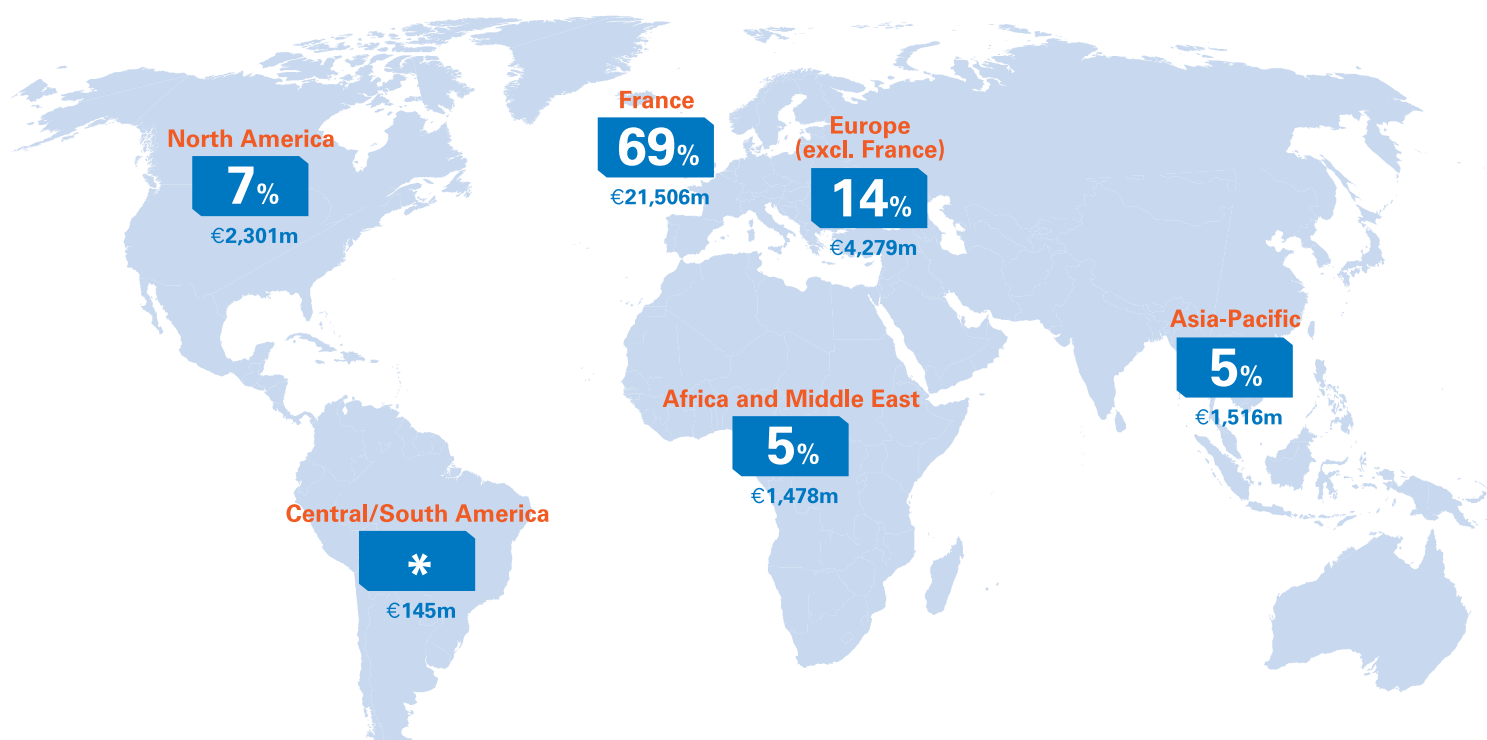 France
69%
€21,506m
North America
7%
€2,301m
Europe
(excl. France)
14%
€4,279m
Asia-Pacific
5%
€1,516m
Africa and Middle East
5%
€1,478m
Central/South America
*
€145m